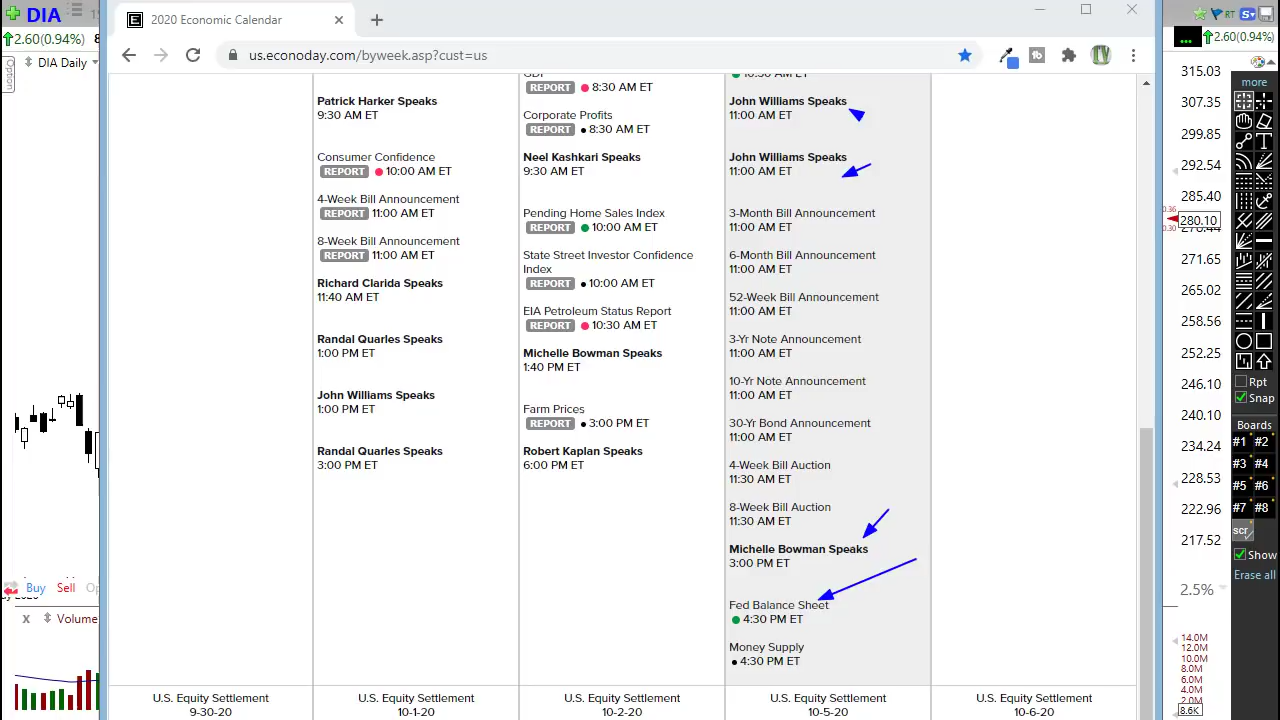 DIA
2.60(0.94%)
DIA Daily
Option
2020 Economic Calendar
us.econoday.com/byweek.asp?cust=us
RT
2.60(0.94%)
Patrick Harker Speaks
9:30 AM ET
Consumer Confidence
REPORT 10:00 AM ET
4-Week Bill Announcement
REPORT 11:00 AM ET
8-Week Bill Announcement
REPORT 11:00 AM ET
Richard Clarida Speaks
11:40 AM ET
Randal Quarles Speaks
1:00 PM ET
John Williams Speaks
1:00 PM ET
Randal Quarles Speaks
3:00 PM ET
GDP
REPORT 8:30 AM ET
Corporate Profits
REPORT 8:30 AM ET
Neel Kashkari Speaks
9:30 AM ET
Pending Home Sales Index
REPORT 10:00 AM ET
State Street Investor Confidence
Index
REPORT 10:00 AM ET
EIA Petroleum Status Report
REPORT 10:30 AM ET
Michelle Bowman Speaks
1:40 PM ET
Farm Prices
REPORT 3:00 PM ET
Robert Kaplan Speaks
6:00 PM ET
10:30 AM ET
John Williams Speaks
11:00 AM ET
John Williams Speaks
11:00 AM ET
3-Month Bill Announcement
11:00 AM ET
6-Month Bill Announcement
11:00 AM ET
52-Week Bill Announcement
11:00 AM ET
3-Yr Note Announcement
11:00 AM ET
10-Yr Note Announcement
11:00 AM ET
30-Yr Bond Announcement
11:00 AM ET
4-Week Bill Auction
11:30 AM ET
8-Week Bill Auction
11:30 AM ET
Michelle Bowman Speaks
3:00 PM ET
Fed Balance Sheet
4:30 PM ET
Money Supply
4:30 PM ET
U.S. Equity Settlement
9-30-20
U.S. Equity Settlement
10-1-20
U.S. Equity Settlement
10-2-20
U.S. Equity Settlement
10-5-20
U.S. Equity Settlement
10-6-20
Buy Sell
x Volume
315.03
307.35
299.85
292.54
285.40
0.36
280.10
0.30
271.65
265.02
258.56
252.25
246.10
240.10
234.24
228.53
222.96
217.52
2.5%
14.0M
12.0M
10.0M
8.0M
6.0M
4.0M
2.0M
8.6K
more
Rpt
Snap
Boards
#1 #2
#3 #4
#5 #6
#7 #8
scr
Show
Erase all